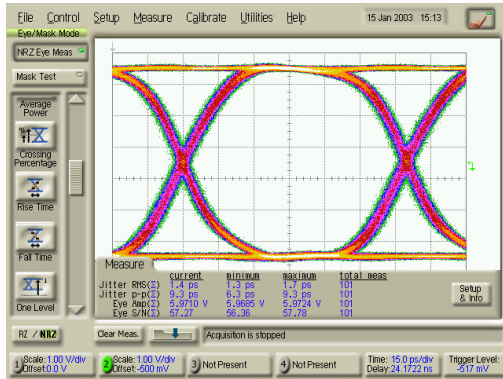 File Control Setup Measure Calibrate Utilities Help 15 Jan 2003 15:13
Eye/Mask Mode
NRZ Eye Meas
Mask Test
Average
Power
Crossing
Percentage
Rise Time
Fall Time
One Level
Measure
current minimum maximum total meas
Jitter RMS(Σ) 1.4 ps 1.3 ps 1.7 ps 101
Jitter p-p(Σ) 9.3 ps 6.3 ps 9.3 ps 101
Eye Amp(Σ) 5.9710 V 5.9685 V 5.9724 V 101
Eye S/N(Σ) 57.27 56.36 57.78 101
Setup
& Info
RZ / NRZ
Clear Meas.
Acquisition is stopped
1 Scale: 1.00 V/div
Offset:0.0 V
2 Scale: 1.00 V/div
Offset:-500 mV
3 Not Present
4 Not Present
Time: 15.0 ps/div
Delay:24.1722 ns
Trigger Level:
-517 mV